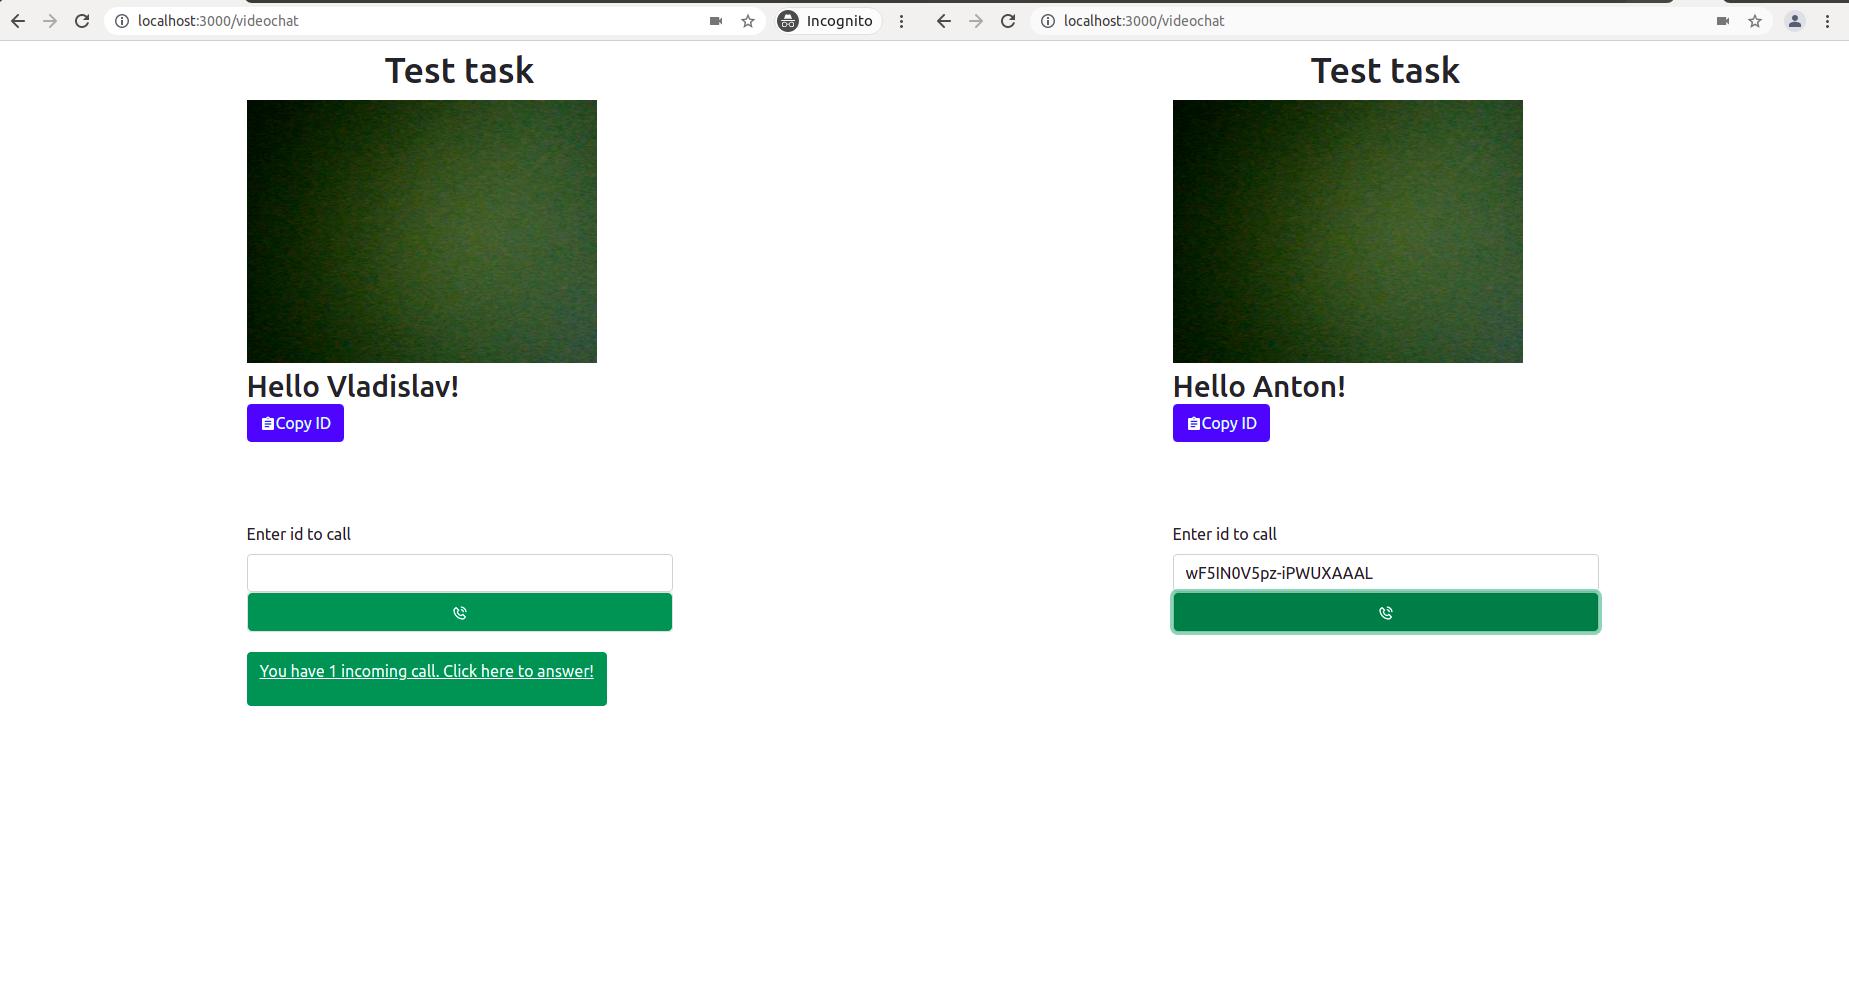 localhost:3000/videochat
Incognito
Test task
Hello Vladislav!
Copy ID
Enter id to call
You have 1 incoming call. Click here to answer!
localhost:3000/videochat
Test task
Hello Anton!
Copy ID
Enter id to call
wF5IN0V5pz-iPWUXAAAL